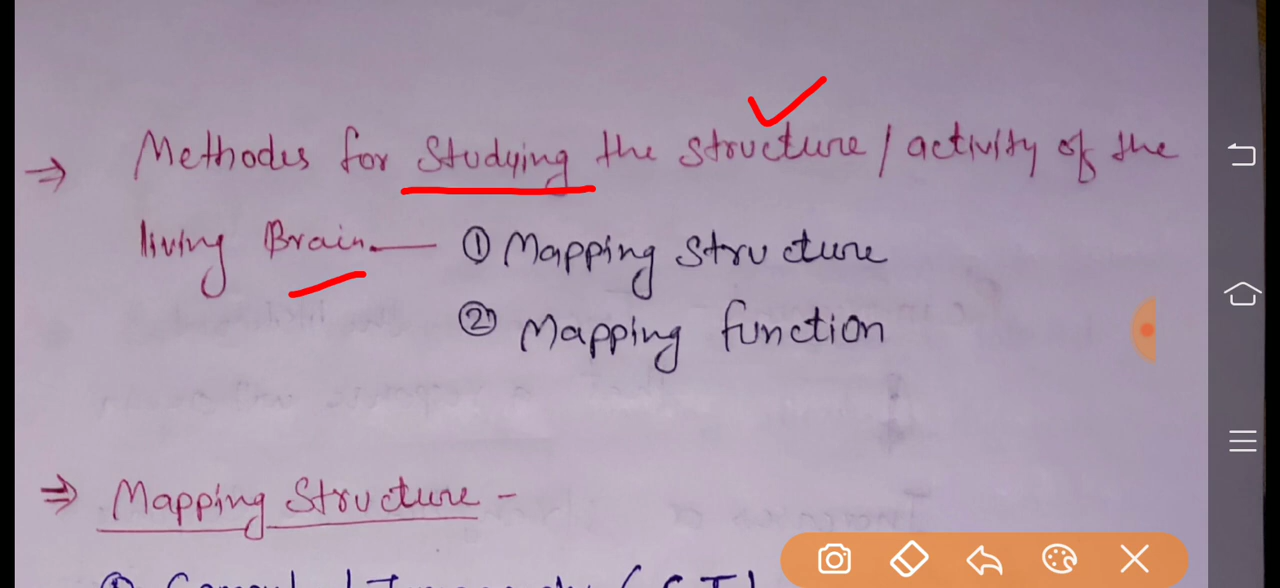 ⇒ Methodes for Studying the structure / activity of the
living Brain — ① Mapping structure
② Mapping function
⇒ Mapping Structure -